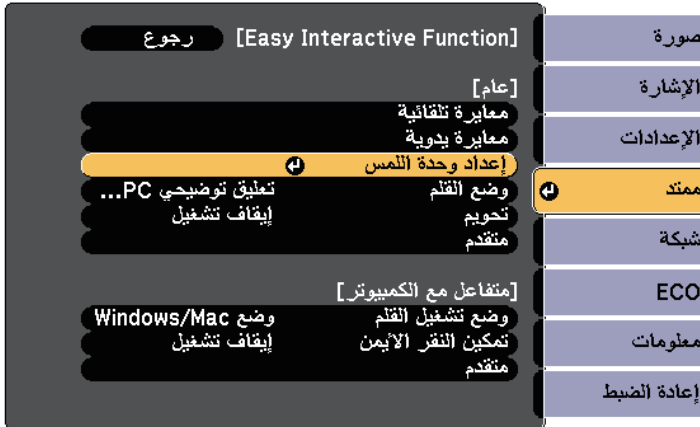 صورة
الإشارة
الإعدادات
ممتد
شبكة
ECO
معلومات
إعادة الضبط
[Easy Interactive Function] رجوع
[عام]
معايرة تلقائية
معايرة يدوية
إعداد وحدة اللمس
وضع القلم تعليق توضيحي PC...
تحويم إيقاف تشغيل
متقدم
[متفاعل مع الكمبيوتر]
وضع تشغيل القلم وضع Windows/Mac
تمكين النقر الأيمن إيقاف تشغيل
متقدم